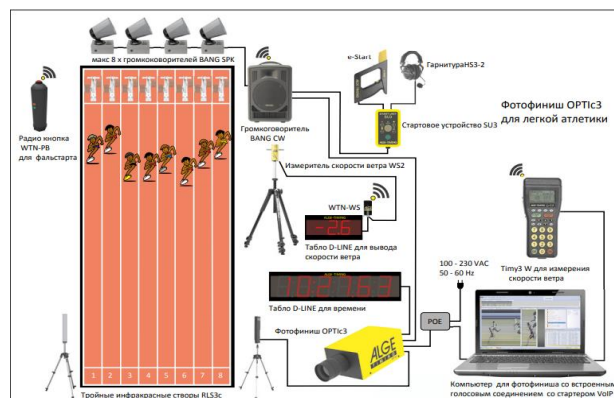 макс 8 х громкоковорителей BANG SPK
e-Start
ГарнитураHS3-2
Фотофиниш OPTIc3
для легкой атлетики
Радио кнопка
WTN-PB
для фальстарта
Громкоговоритель
BANG CW
Стартовое устройство SU3
Измеритель скорости ветра WS2
WTN-WS
-2.6
Табло D-LINE для вывода
скорости ветра
Timy3 W для измерения
скорости ветра
100 - 230 VAC
50 - 60 Hz
10:27.63
Табло D-LINE для времени
POE
Фотофиниш OPTIc3
ALGE
TIMING
1 2 3 4 5 6 7 8
Тройные инфракрасные створы RLS3c
Компьютер для фотофиниша со встроенным
голосовым соединением со стартером VoIP